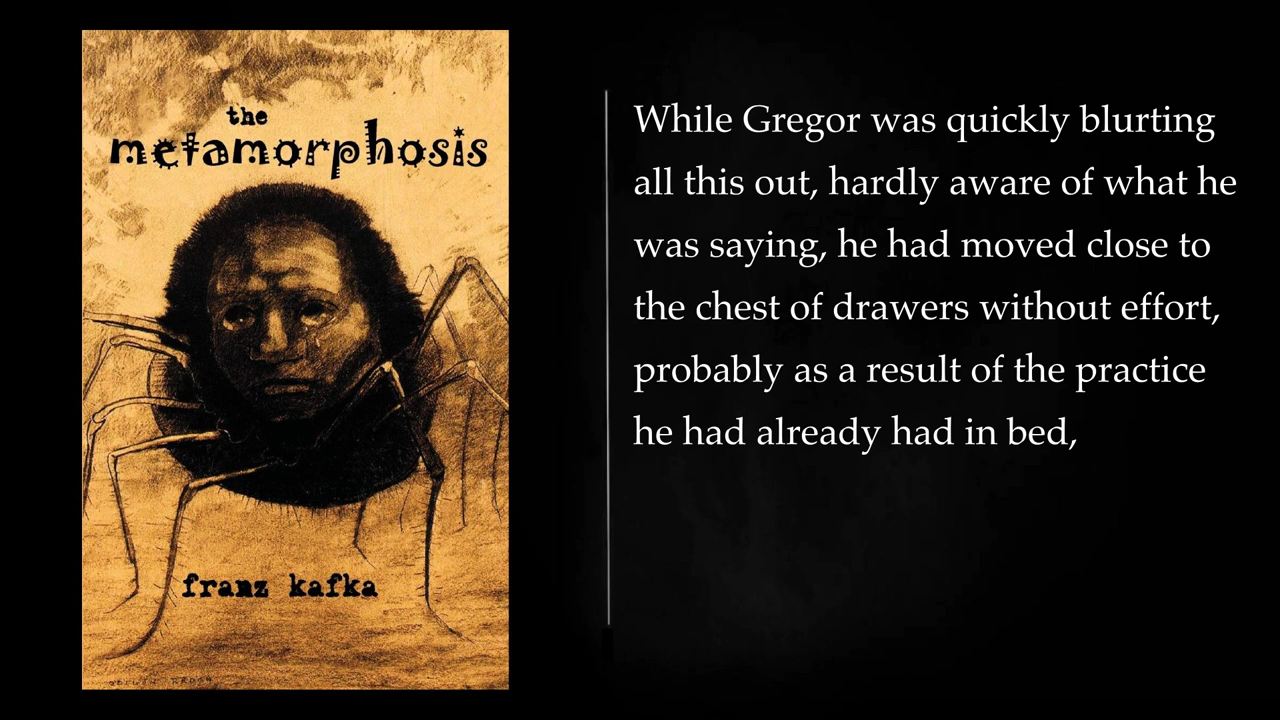 the
metamorphosis
franz kafka
ODILON REDON
While Gregor was quickly blurting
all this out, hardly aware of what he
was saying, he had moved close to
the chest of drawers without effort,
probably as a result of the practice
he had already had in bed,